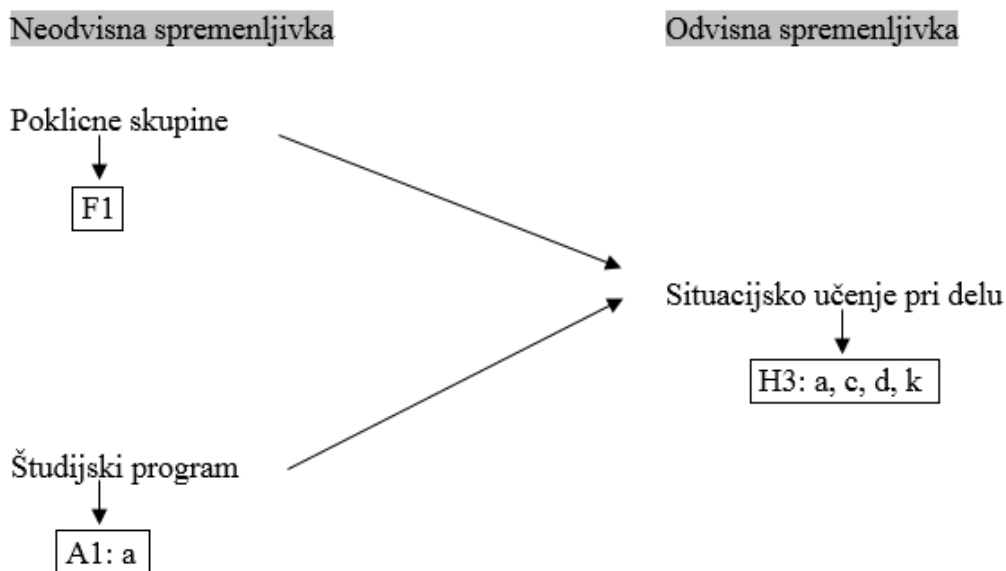 Neodvisna spremenljivka
Odvisna spremenljivka
Poklicne skupine
F1
Situacijsko učenje pri delu
H3: a, c, d, k
Študijski program
A1: a